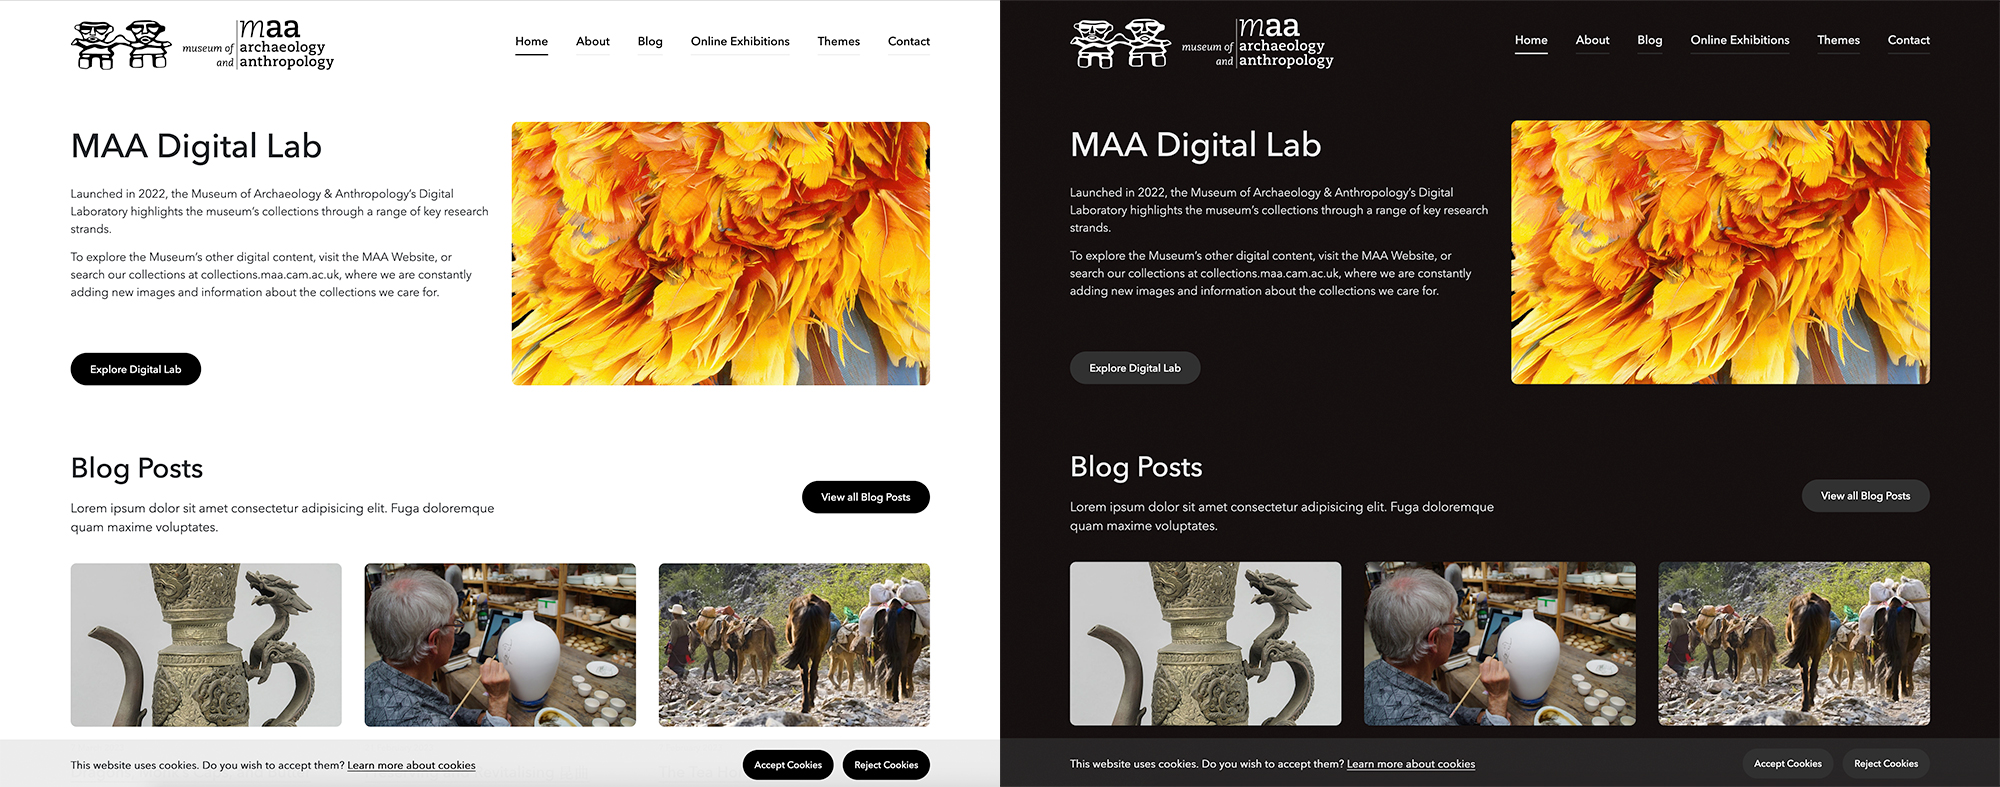 maa
museum of archaeology
and anthropology
Home About Blog Online Exhibitions Themes Contact
MAA Digital Lab
Launched in 2022, the Museum of Archaeology & Anthropology's Digital
Laboratory highlights the museum's collections through a range of key research
strands.
To explore the Museum's other digital content, visit the MAA Website, or
search our collections at collections.maa.cam.ac.uk, where we are constantly
adding new images and information about the collections we care for.
Explore Digital Lab
Blog Posts
Lorem ipsum dolor sit amet consectetur adipisicing elit. Fuga doloremque
quam maxime voluptates.
View all Blog Posts
This website uses cookies. Do you wish to accept them? Learn more about cookies
Accept Cookies Reject Cookies
maa
museum of archaeology
and anthropology
Home About Blog Online Exhibitions Themes Contact
MAA Digital Lab
Launched in 2022, the Museum of Archaeology & Anthropology's Digital
Laboratory highlights the museum's collections through a range of key research
strands.
To explore the Museum's other digital content, visit the MAA Website, or
search our collections at collections.maa.cam.ac.uk, where we are constantly
adding new images and information about the collections we care for.
Explore Digital Lab
Blog Posts
Lorem ipsum dolor sit amet consectetur adipisicing elit. Fuga doloremque
quam maxime voluptates.
View all Blog Posts
This website uses cookies. Do you wish to accept them? Learn more about cookies
Accept Cookies Reject Cookies